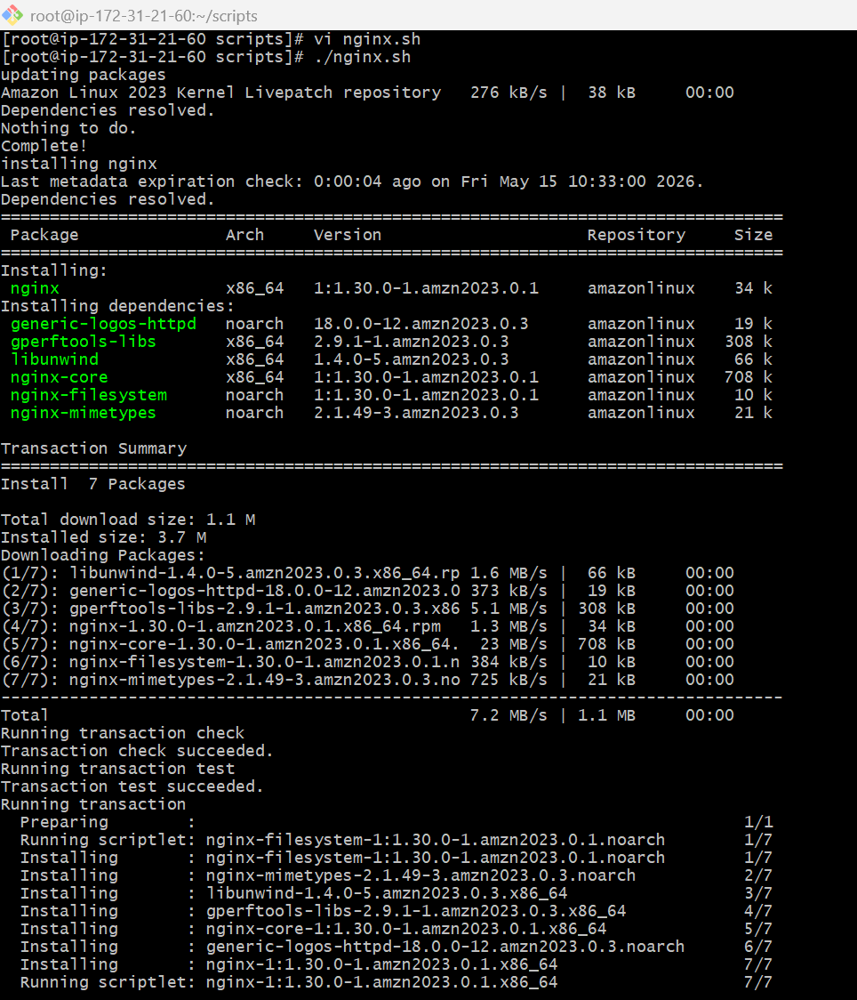 root@ip-172-31-21-60:~/scripts
[root@ip-172-31-21-60 scripts]# vi nginx.sh
[root@ip-172-31-21-60 scripts]# ./nginx.sh
updating packages
Amazon Linux 2023 Kernel Livepatch repository   276 kB/s |  38 kB     00:00
Dependencies resolved.
Nothing to do.
Complete!
installing nginx
Last metadata expiration check: 0:00:04 ago on Fri May 15 10:33:00 2026.
Dependencies resolved.
================================================================================
 Package               Arch     Version                     Repository     Size
================================================================================
Installing:
 nginx                 x86_64   1:1.30.0-1.amzn2023.0.1     amazonlinux    34 k
Installing dependencies:
 generic-logos-httpd   noarch   18.0.0-12.amzn2023.0.3      amazonlinux    19 k
 gperftools-libs       x86_64   2.9.1-1.amzn2023.0.3        amazonlinux   308 k
 libunwind             x86_64   1.4.0-5.amzn2023.0.3        amazonlinux    66 k
 nginx-core            x86_64   1:1.30.0-1.amzn2023.0.1     amazonlinux   708 k
 nginx-filesystem      noarch   1:1.30.0-1.amzn2023.0.1     amazonlinux    10 k
 nginx-mimetypes       noarch   2.1.49-3.amzn2023.0.3       amazonlinux    21 k

Transaction Summary
================================================================================
Install  7 Packages

Total download size: 1.1 M
Installed size: 3.7 M
Downloading Packages:
(1/7): libunwind-1.4.0-5.amzn2023.0.3.x86_64.rp 1.6 MB/s |  66 kB     00:00
(2/7): generic-logos-httpd-18.0.0-12.amzn2023.0 373 kB/s |  19 kB     00:00
(3/7): gperftools-libs-2.9.1-1.amzn2023.0.3.x86 5.1 MB/s | 308 kB     00:00
(4/7): nginx-1.30.0-1.amzn2023.0.1.x86_64.rpm   1.3 MB/s |  34 kB     00:00
(5/7): nginx-core-1.30.0-1.amzn2023.0.1.x86_64.  23 MB/s | 708 kB     00:00
(6/7): nginx-filesystem-1.30.0-1.amzn2023.0.1.n 384 kB/s |  10 kB     00:00
(7/7): nginx-mimetypes-2.1.49-3.amzn2023.0.3.no 725 kB/s |  21 kB     00:00
--------------------------------------------------------------------------------
Total                                           7.2 MB/s | 1.1 MB     00:00
Running transaction check
Transaction check succeeded.
Running transaction test
Transaction test succeeded.
Running transaction
  Preparing        :                                                        1/1
  Running scriptlet: nginx-filesystem-1:1.30.0-1.amzn2023.0.1.noarch        1/7
  Installing       : nginx-filesystem-1:1.30.0-1.amzn2023.0.1.noarch        1/7
  Installing       : nginx-mimetypes-2.1.49-3.amzn2023.0.3.noarch           2/7
  Installing       : libunwind-1.4.0-5.amzn2023.0.3.x86_64                  3/7
  Installing       : gperftools-libs-2.9.1-1.amzn2023.0.3.x86_64            4/7
  Installing       : nginx-core-1:1.30.0-1.amzn2023.0.1.x86_64              5/7
  Installing       : generic-logos-httpd-18.0.0-12.amzn2023.0.3.noarch      6/7
  Installing       : nginx-1:1.30.0-1.amzn2023.0.1.x86_64                   7/7
  Running scriptlet: nginx-1:1.30.0-1.amzn2023.0.1.x86_64                   7/7